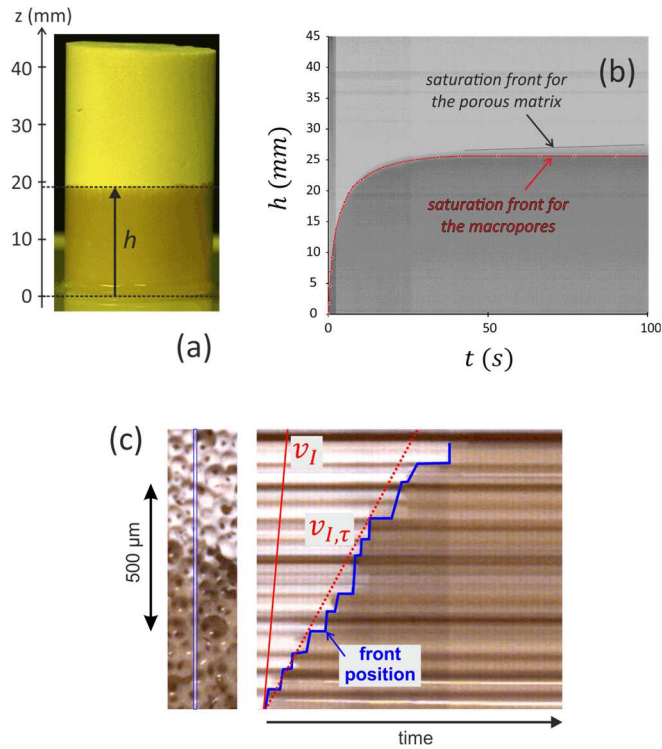 z (mm)
40
30
20
10
0
h
(a)
45
40
35
30
25
20
15
10
5
0
h (mm)
(b)
saturation front for
the porous matrix
saturation front for
the macropores
0
50
100
t (s)
(c)
500 µm
v_I
v_{I,τ}
front
position
time